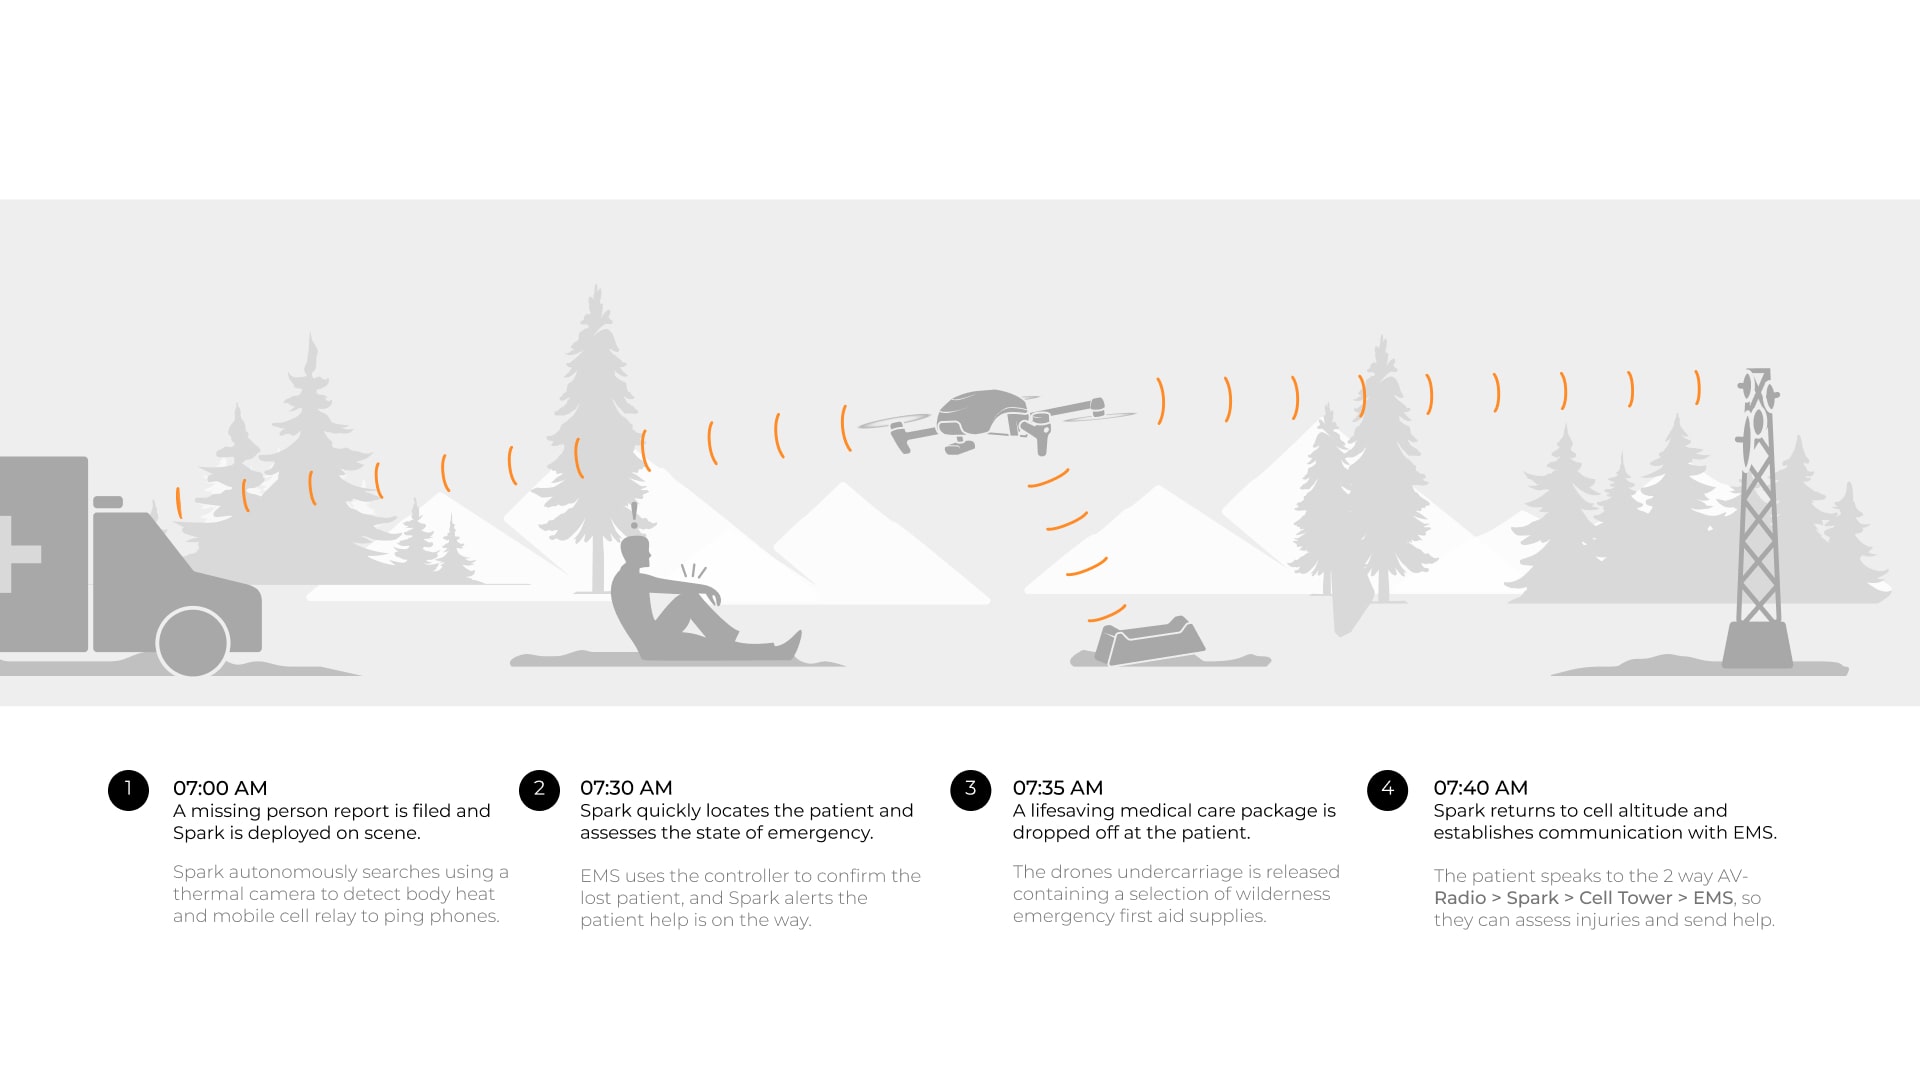 1
07:00 AM
A missing person report is filed and
Spark is deployed on scene.
Spark autonomously searches using a
thermal camera to detect body heat
and mobile cell relay to ping phones.
2
07:30 AM
Spark quickly locates the patient and
assesses the state of emergency.
EMS uses the controller to confirm the
lost patient, and Spark alerts the
patient help is on the way.
3
07:35 AM
A lifesaving medical care package is
dropped off at the patient.
The drones undercarriage is released
containing a selection of wilderness
emergency first aid supplies.
4
07:40 AM
Spark returns to cell altitude and
establishes communication with EMS.
The patient speaks to the 2 way AV-
Radio > Spark > Cell Tower > EMS, so
they can assess injuries and send help.